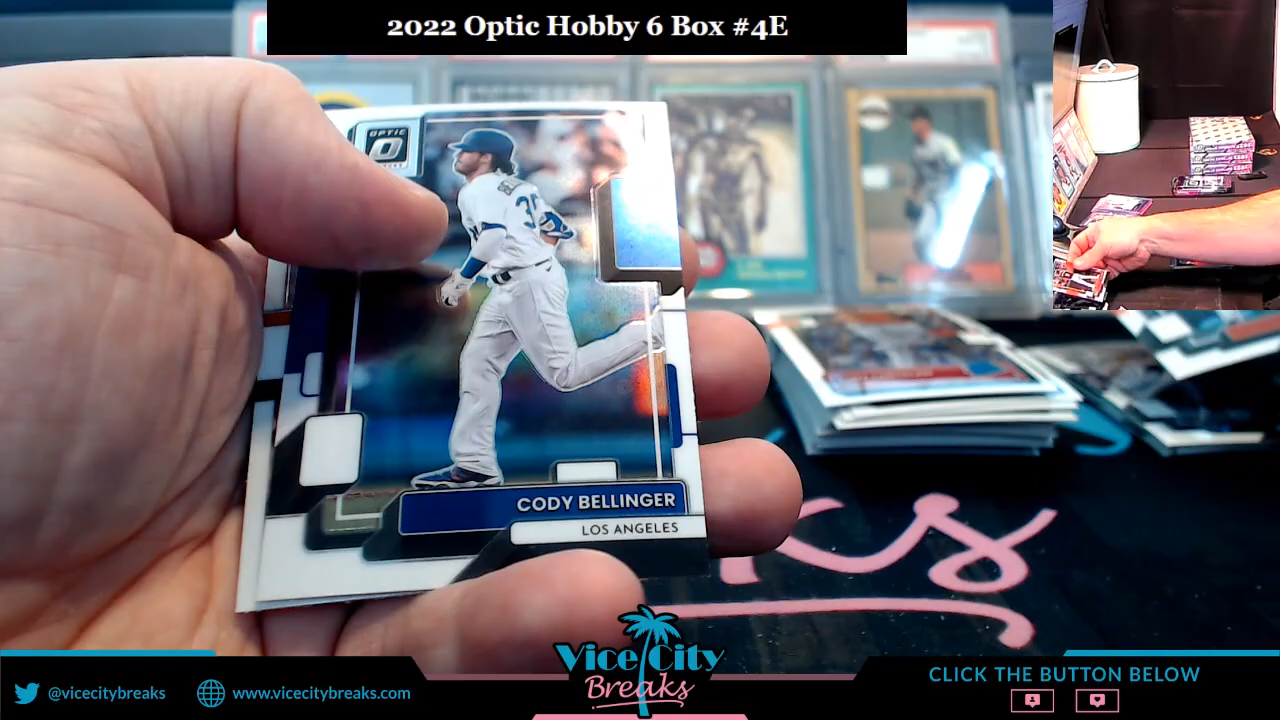 2022 Optic Hobby 6 Box #4E
OPTIC
35
CODY BELLINGER
LOS ANGELES
Vice City
Breaks
@vicecitybreaks
www.vicecitybreaks.com
CLICK THE BUTTON BELOW